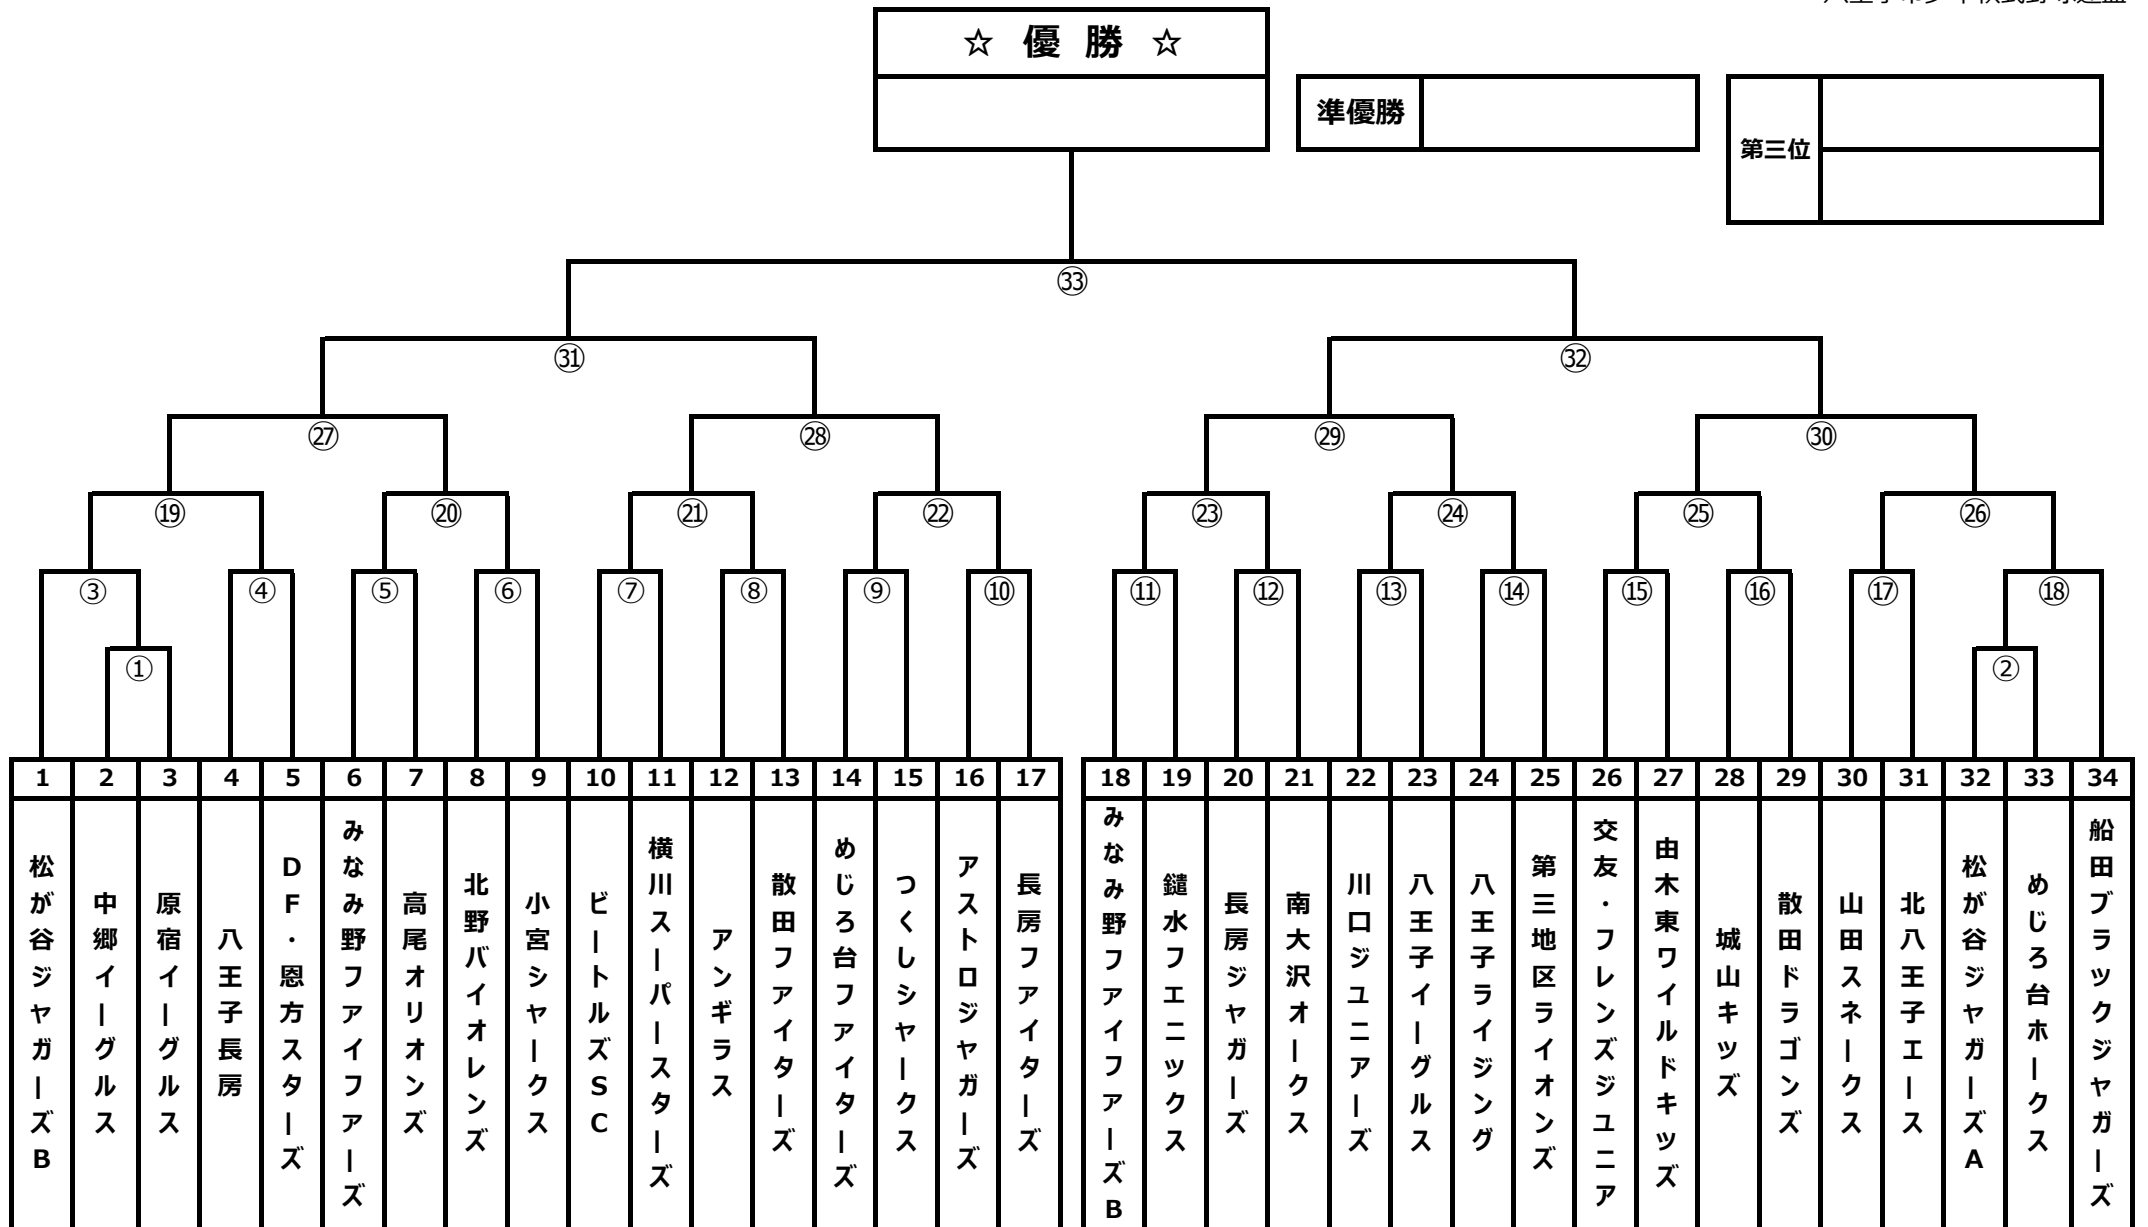 ☆ 優 勝 ☆
準優勝
第三位
㉝
㉛
㉜
㉗
㉘
㉙
㉚
⑲
⑳
㉑
㉒
㉓
㉔
㉕
㉖
③
④
⑤
⑥
⑦
⑧
⑨
⑩
⑪
⑫
⑬
⑭
⑮
⑯
⑰
⑱
①
②
1
2
3
4
5
6
7
8
9
10
11
12
13
14
15
16
17
18
19
20
21
22
23
24
25
26
27
28
29
30
31
32
33
34
松が谷ジャガーズB
中郷イーグルス
原宿イーグルス
八王子長房
DF・恩方スターズ
みなみ野ファイファーズ
高尾オリオンズ
北野バイオレンズ
小宮シャークス
ビートルズSC
横川スーパースターズ
アンギラス
散田ファイターズ
めじろ台ファイターズ
つくしシャークス
アストロジャガーズ
長房ファイターズ
みなみ野ファイファーズB
鑓水フエニックス
長房ジャガーズ
南大沢オークス
川口ジュニアーズ
八王子イーグルス
八王子ライジング
第三地区ライオンズ
交友・フレンズジュニア
由木東ワイルドキッズ
城山キッズ
散田ドラゴンズ
山田スネークス
北八王子エース
松が谷ジャガーズA
めじろ台ホークス
船田ブラックジャガーズ